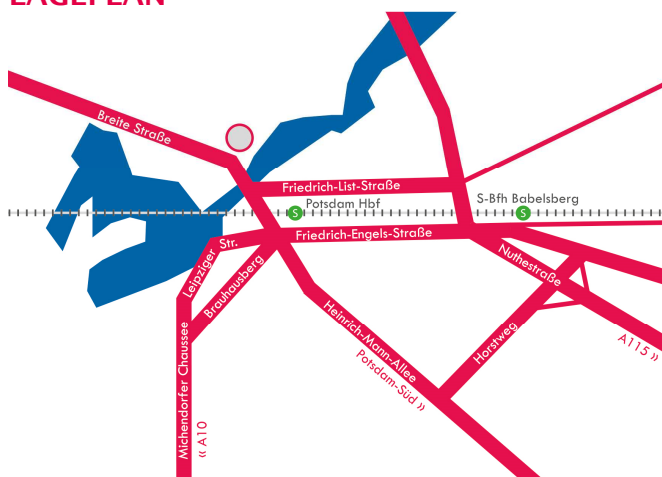 LAGEPLAN
Breite Straße
Friedrich-List-Straße
S-Bfh Babelsberg
S
Potsdam Hbf
S
Friedrich-Engels-Straße
Leipziger Str.
Brauhausberg
Nuthestraße
Heinrich-Mann-Allee
Potsdam-Süd »
Horstweg
A115 »
Michendorfer Chaussee
« A10